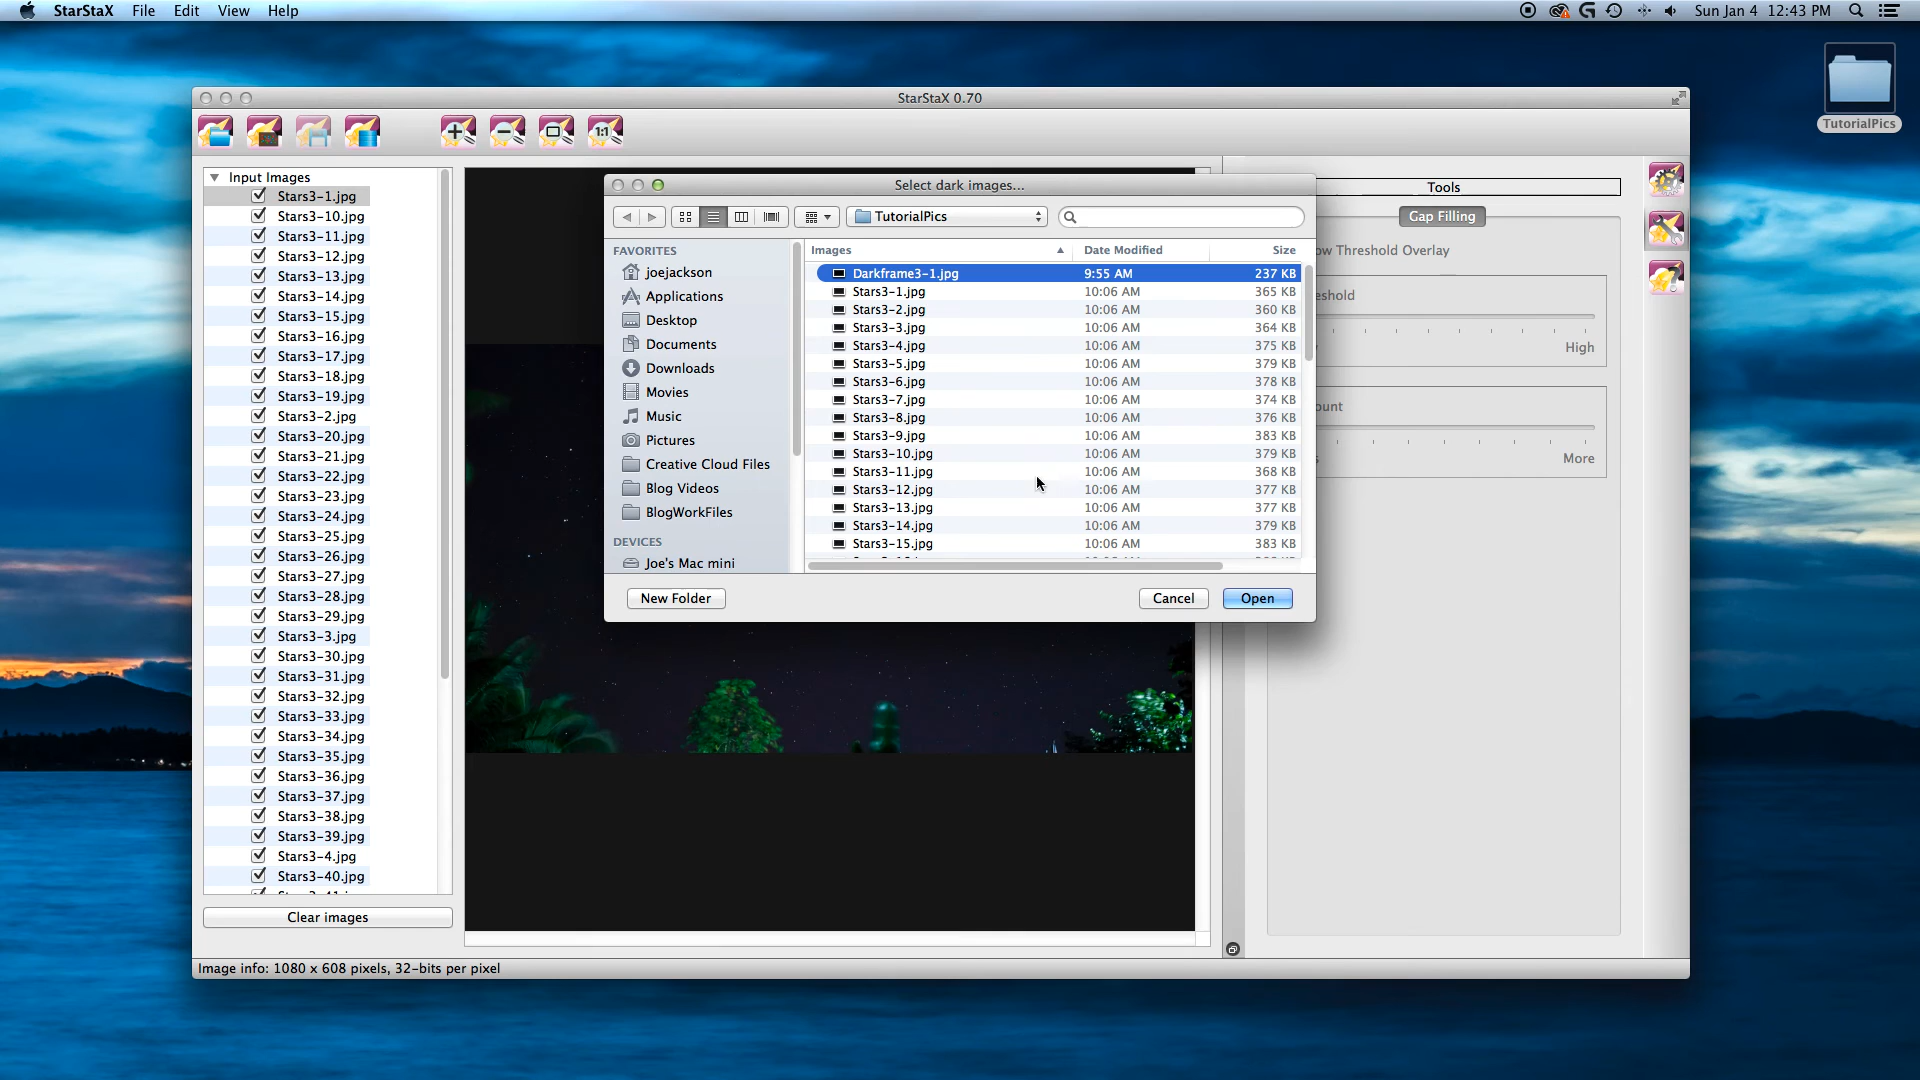 StarStaX File Edit View Help
Sun Jan 4 12:43 PM
TutorialPics
StarStaX 0.70
1:1
Input Images
Stars3-1.jpg
Stars3-10.jpg
Stars3-11.jpg
Stars3-12.jpg
Stars3-13.jpg
Stars3-14.jpg
Stars3-15.jpg
Stars3-16.jpg
Stars3-17.jpg
Stars3-18.jpg
Stars3-19.jpg
Stars3-2.jpg
Stars3-20.jpg
Stars3-21.jpg
Stars3-22.jpg
Stars3-23.jpg
Stars3-24.jpg
Stars3-25.jpg
Stars3-26.jpg
Stars3-27.jpg
Stars3-28.jpg
Stars3-29.jpg
Stars3-3.jpg
Stars3-30.jpg
Stars3-31.jpg
Stars3-32.jpg
Stars3-33.jpg
Stars3-34.jpg
Stars3-35.jpg
Stars3-36.jpg
Stars3-37.jpg
Stars3-38.jpg
Stars3-39.jpg
Stars3-4.jpg
Stars3-40.jpg
Clear images
Image info: 1080 x 608 pixels, 32-bits per pixel
Select dark images...
TutorialPics
FAVORITES
joejackson
Applications
Desktop
Documents
Downloads
Movies
Music
Pictures
Creative Cloud Files
Blog Videos
BlogWorkFiles
DEVICES
Joe's Mac mini
Images Date Modified Size
Darkframe3-1.jpg 9:55 AM 237 KB
Stars3-1.jpg 10:06 AM 365 KB
Stars3-2.jpg 10:06 AM 360 KB
Stars3-3.jpg 10:06 AM 364 KB
Stars3-4.jpg 10:06 AM 375 KB
Stars3-5.jpg 10:06 AM 379 KB
Stars3-6.jpg 10:06 AM 378 KB
Stars3-7.jpg 10:06 AM 374 KB
Stars3-8.jpg 10:06 AM 376 KB
Stars3-9.jpg 10:06 AM 383 KB
Stars3-10.jpg 10:06 AM 379 KB
Stars3-11.jpg 10:06 AM 368 KB
Stars3-12.jpg 10:06 AM 377 KB
Stars3-13.jpg 10:06 AM 377 KB
Stars3-14.jpg 10:06 AM 379 KB
Stars3-15.jpg 10:06 AM 383 KB
New Folder Cancel Open
Tools
Gap Filling
ow Threshold Overlay
eshold
High
ount
More